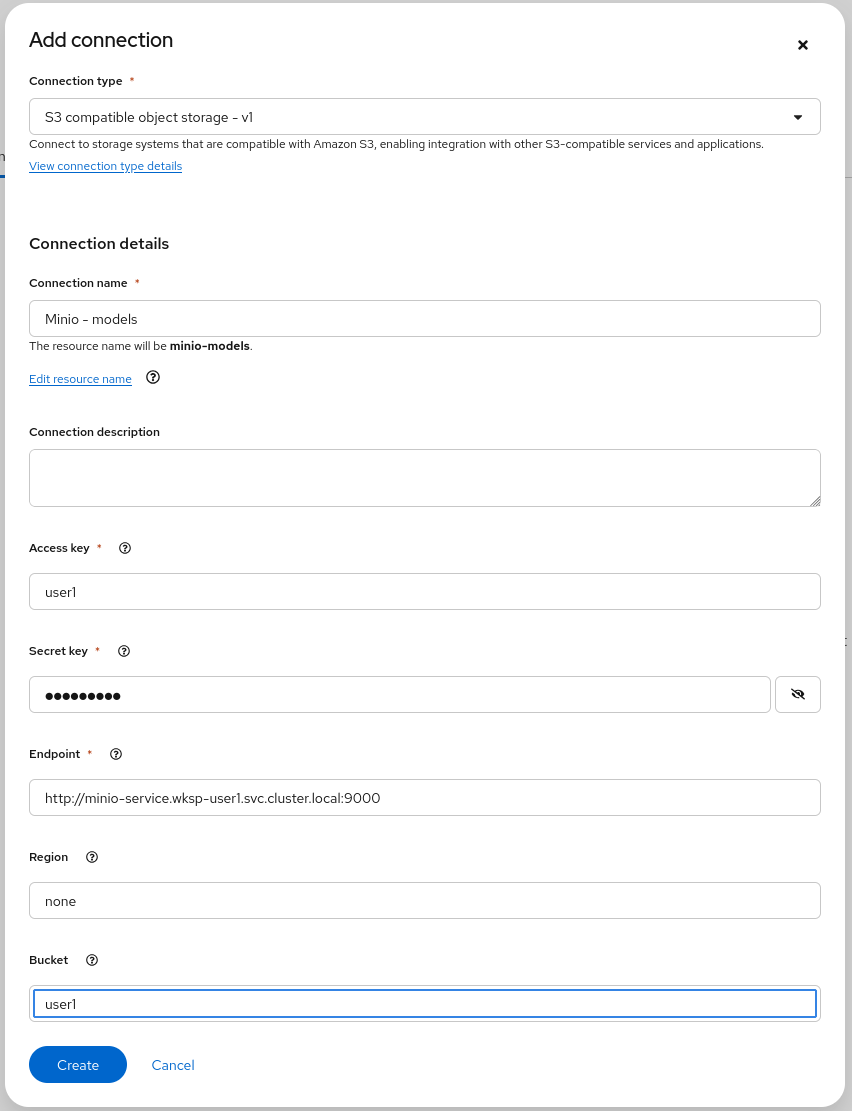 Add connection
Connection type *
S3 compatible object storage - v1
Connect to storage systems that are compatible with Amazon S3, enabling integration with other S3-compatible services and applications.
View connection type details
Connection details
Connection name *
Minio - models
The resource name will be minio-models.
Edit resource name
Connection description
Access key *
user1
Secret key *
●●●●●●●●●
Endpoint *
http://minio-service.wksp-user1.svc.cluster.local:9000
Region
none
Bucket
user1
Create Cancel